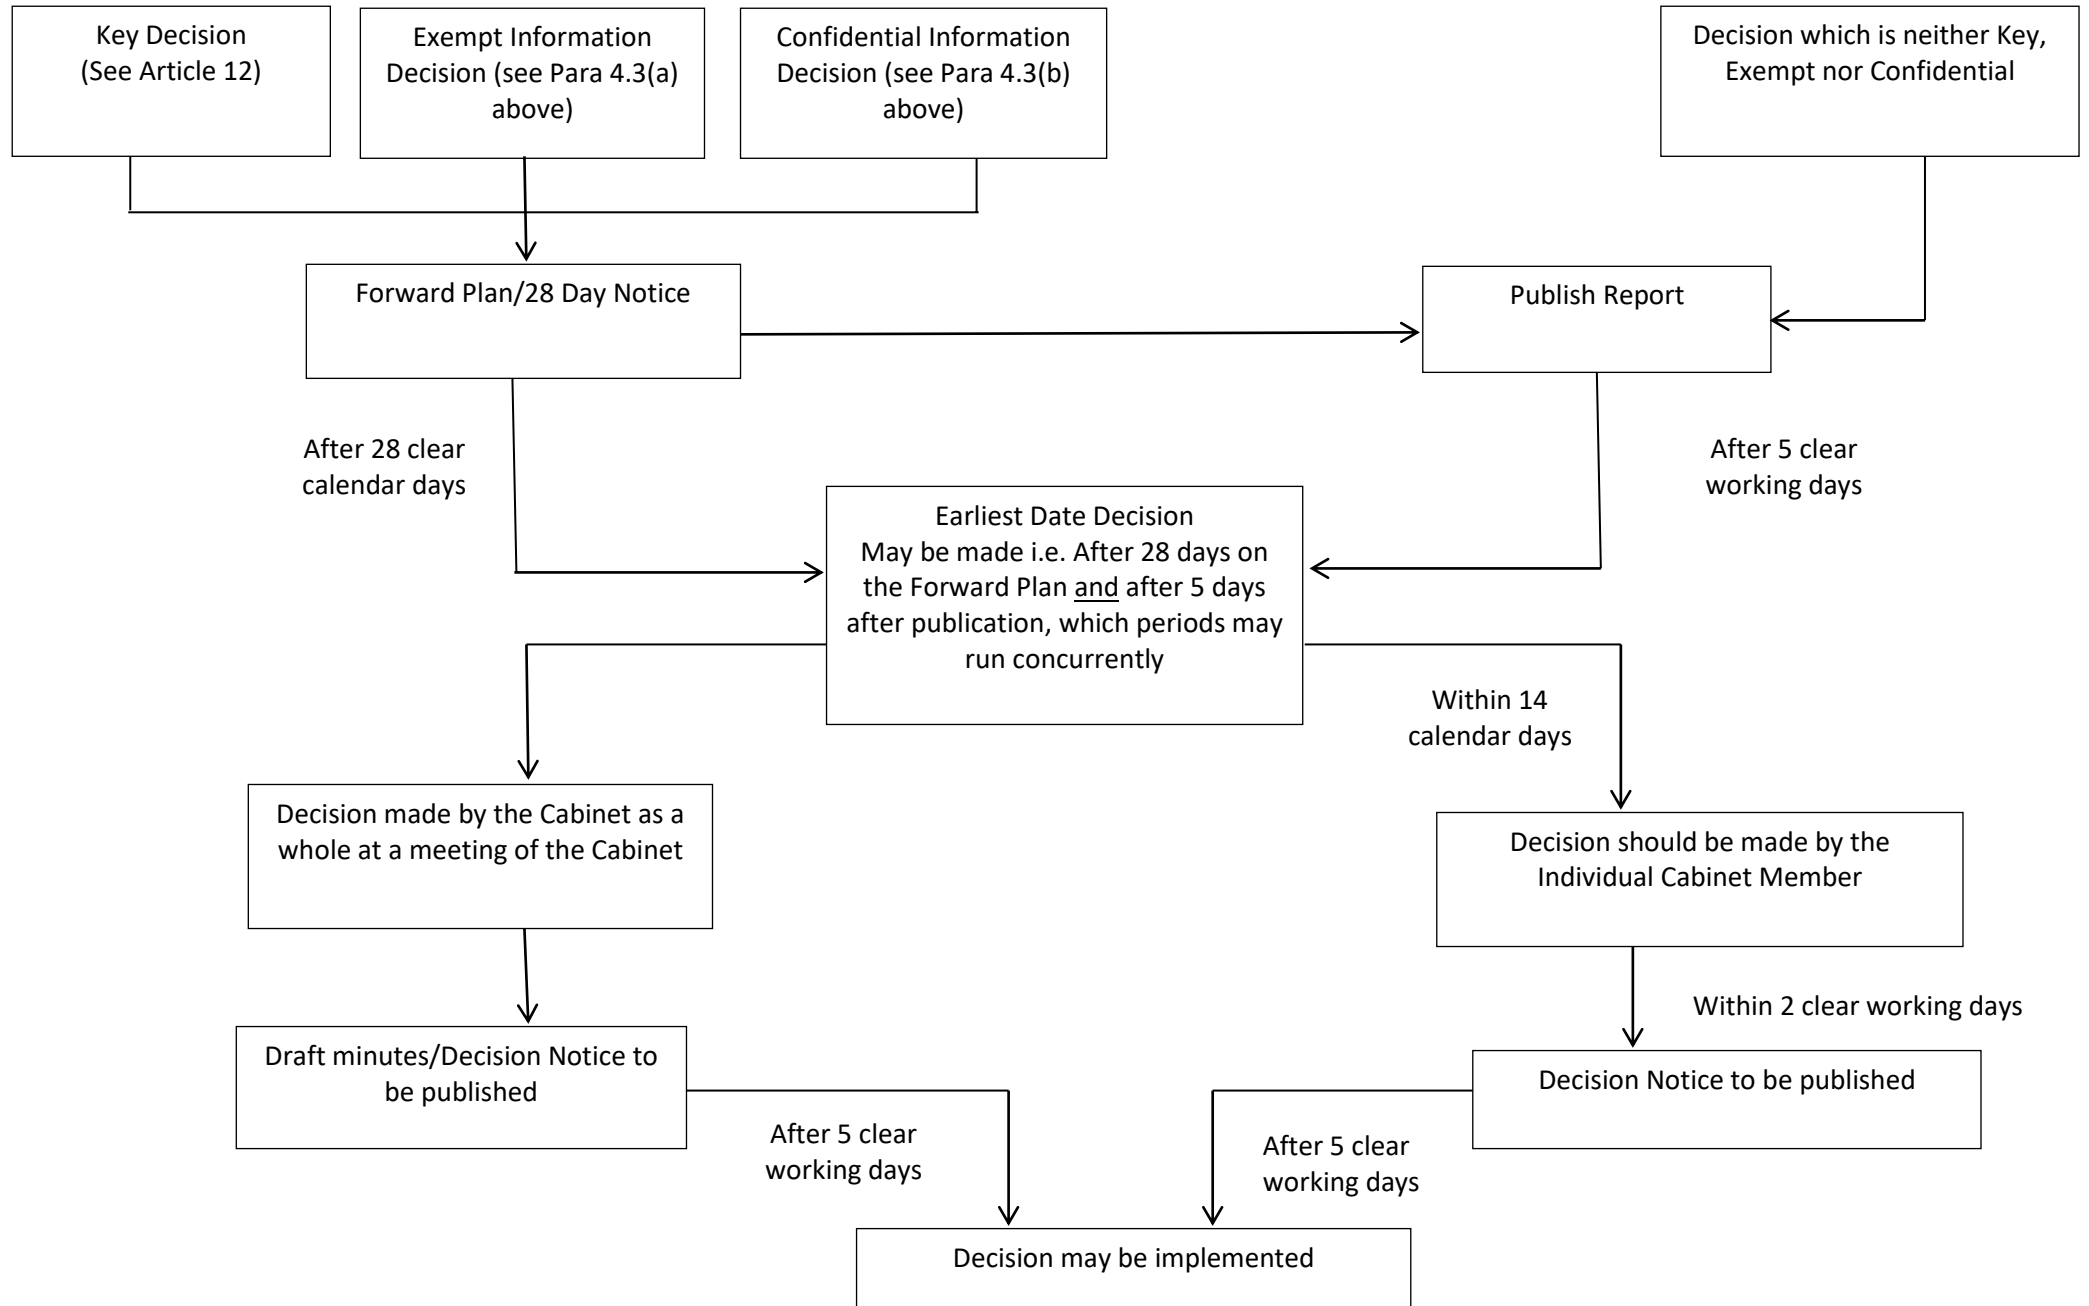 Key Decision
(See Article 12)
Exempt Information
Decision (see Para 4.3(a)
above)
Confidential Information
Decision (see Para 4.3(b)
above)
Decision which is neither Key,
Exempt nor Confidential
Forward Plan/28 Day Notice
Publish Report
After 28 clear
calendar days
After 5 clear
working days
Earliest Date Decision
May be made i.e. After 28 days on
the Forward Plan and after 5 days
after publication, which periods may
run concurrently
Within 14
calendar days
Decision made by the Cabinet as a
whole at a meeting of the Cabinet
Decision should be made by the
Individual Cabinet Member
Within 2 clear working days
Draft minutes/Decision Notice to
be published
Decision Notice to be published
After 5 clear
working days
After 5 clear
working days
Decision may be implemented